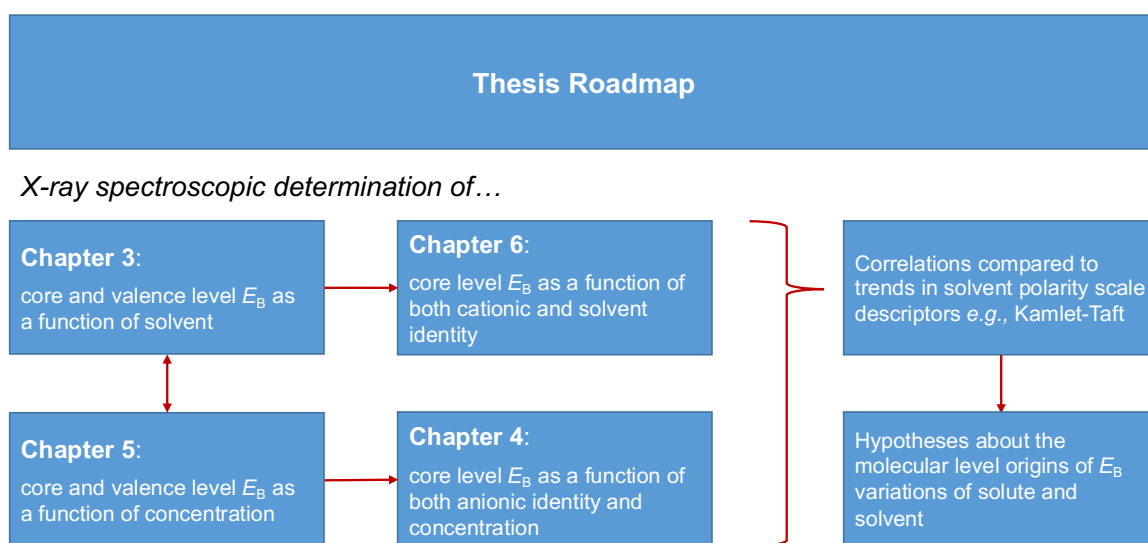 Thesis Roadmap
X-ray spectroscopic determination of…
Chapter 3:
core and valence level EB as
a function of solvent
Chapter 6:
core level EB as a function of
both cationic and solvent
identity
Correlations compared to
trends in solvent polarity scale
descriptors e.g., Kamlet-Taft
Chapter 5:
core and valence level EB as
a function of concentration
Chapter 4:
core level EB as a function of
both anionic identity and
concentration
Hypotheses about the
molecular level origins of EB
variations of solute and
solvent